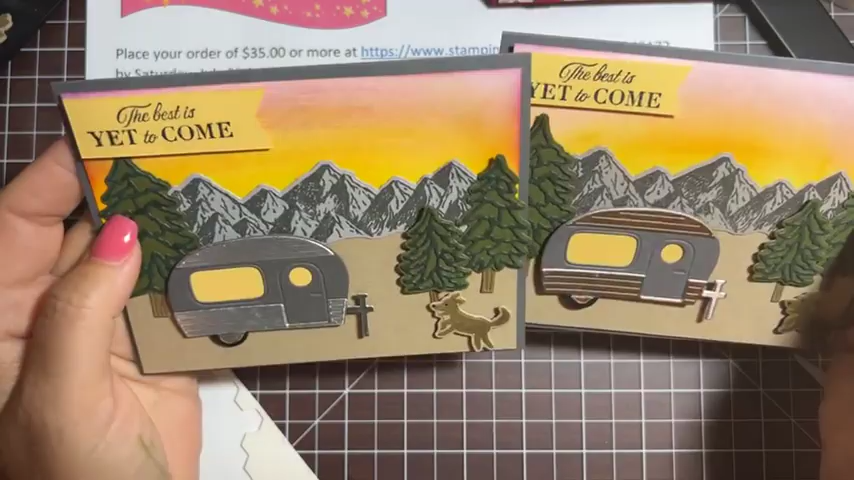 Place your order of $35.00 or more at https://www.stampin
by
The best is
YET to COME
The best is
YET to COME